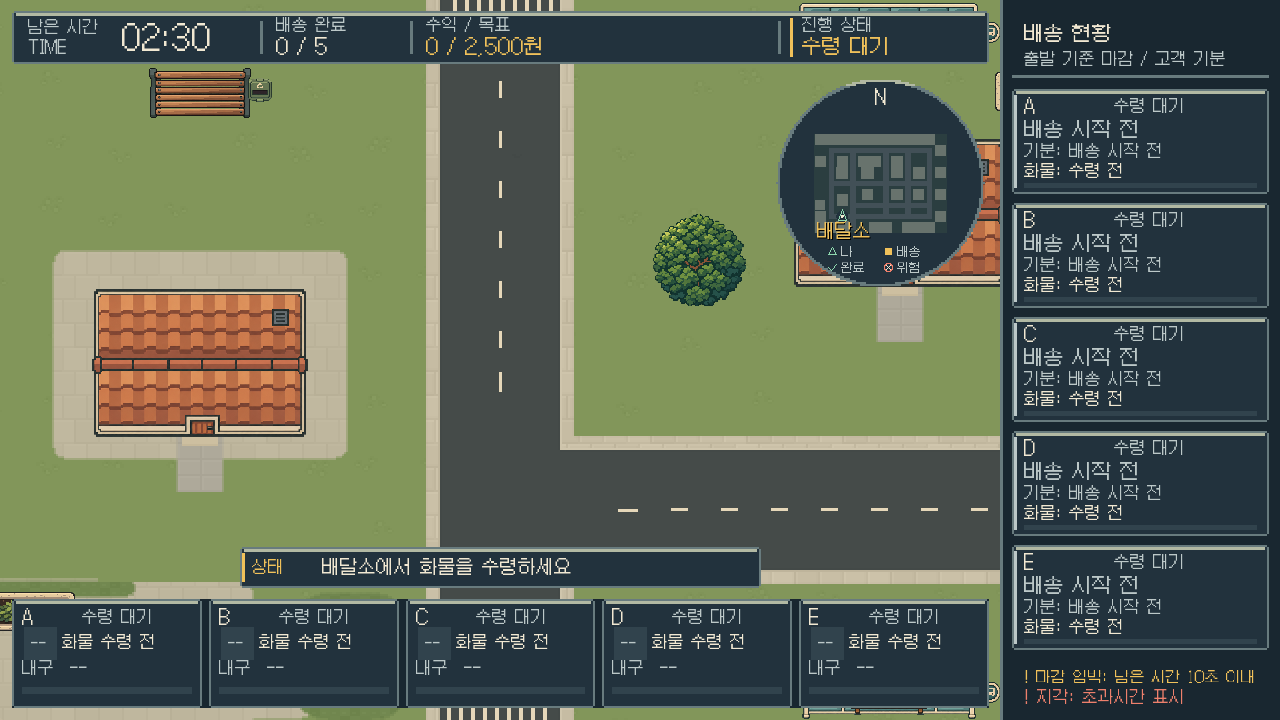 남은 시간
TIME
02:30
배송 완료
0 / 5
수익 / 목표
0 / 2,500원
진행 상태
수령 대기
N
배달소
나
배송
완료
위험
배송 현황
출발 기준 마감 / 고객 기분
A 수령 대기
배송 시작 전
기분: 배송 시작 전
화물: 수령 전
B 수령 대기
배송 시작 전
기분: 배송 시작 전
화물: 수령 전
C 수령 대기
배송 시작 전
기분: 배송 시작 전
화물: 수령 전
D 수령 대기
배송 시작 전
기분: 배송 시작 전
화물: 수령 전
E 수령 대기
배송 시작 전
기분: 배송 시작 전
화물: 수령 전
! 마감 임박: 남은 시간 10초 이내
! 지각: 초과시간 표시
상태 배달소에서 화물을 수령하세요
A 수령 대기
-- 화물 수령 전
내구 --
B 수령 대기
-- 화물 수령 전
내구 --
C 수령 대기
-- 화물 수령 전
내구 --
D 수령 대기
-- 화물 수령 전
내구 --
E 수령 대기
-- 화물 수령 전
내구 --